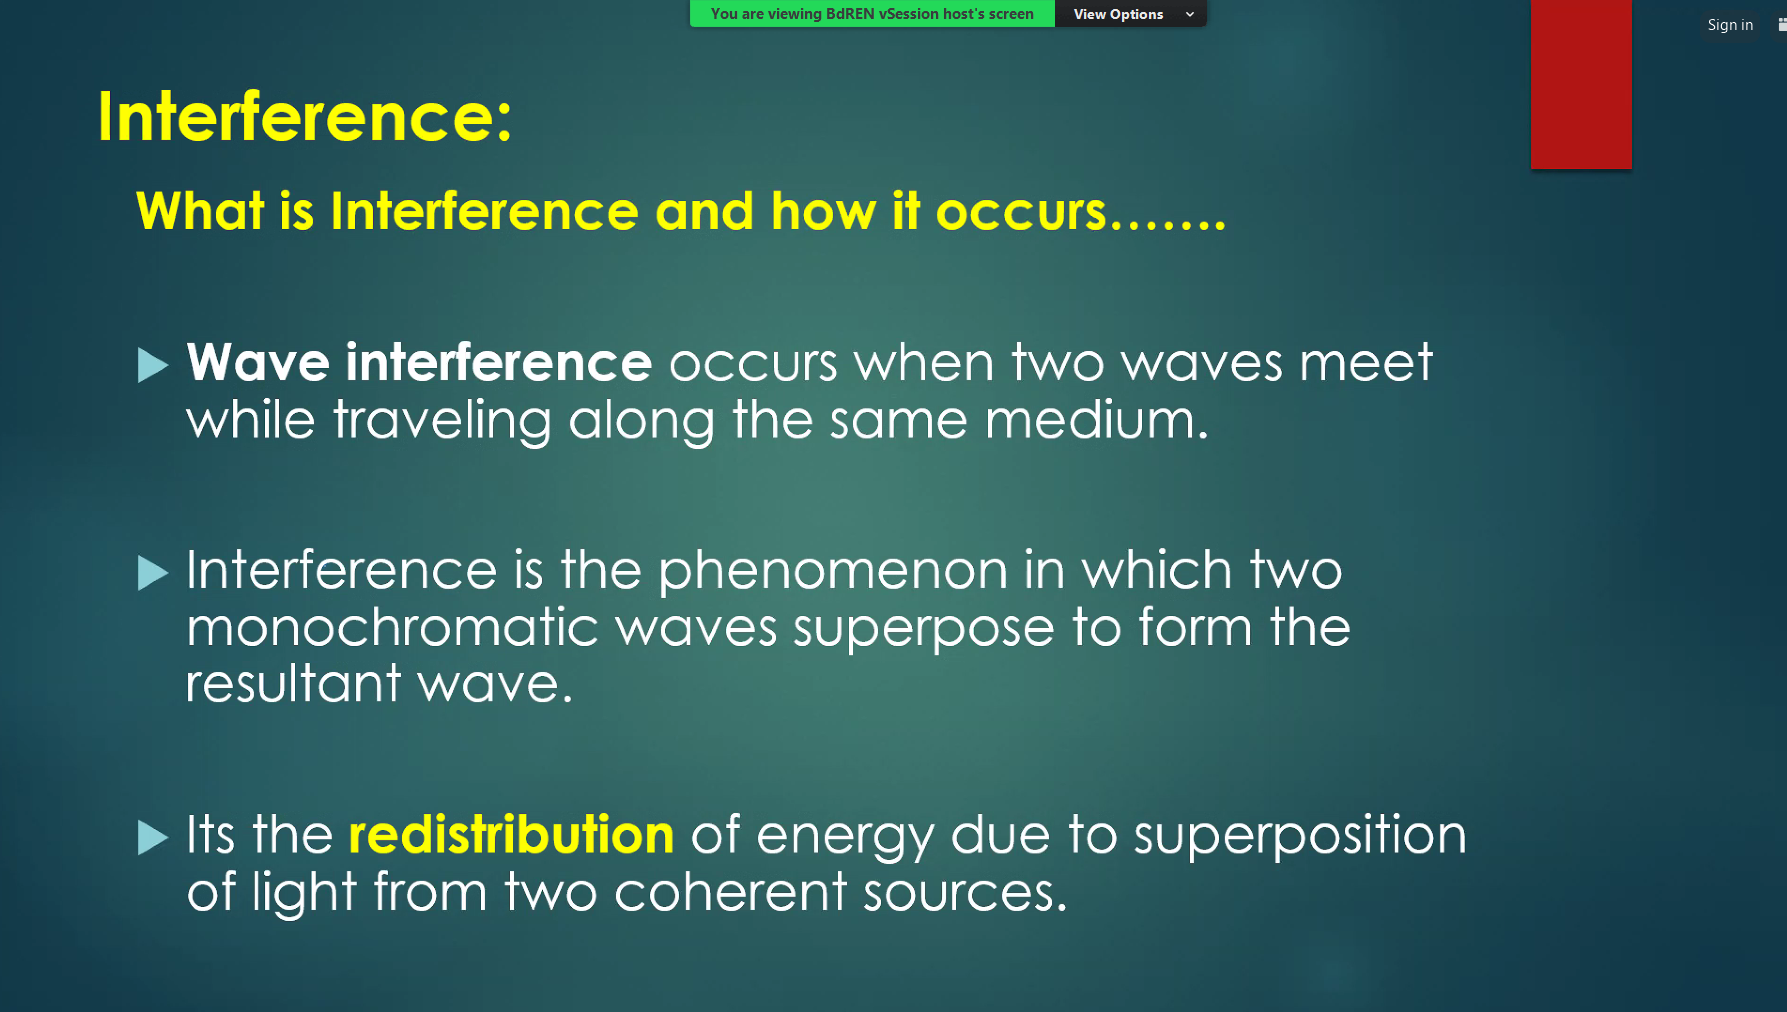 You are viewing BdREN vSession host's screen
View Options
Sign in
Interference:
What is Interference and how it occurs.......
Wave interference occurs when two waves meet
while traveling along the same medium.
Interference is the phenomenon in which two
monochromatic waves superpose to form the
resultant wave.
Its the redistribution of energy due to superposition
of light from two coherent sources.